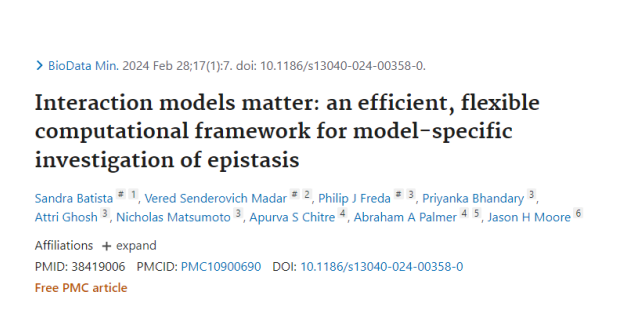 > BioData Min. 2024 Feb 28;17(1):7. doi: 10.1186/s13040-024-00358-0.
Interaction models matter: an efficient, flexible
computational framework for model-specific
investigation of epistasis
Sandra Batista # 1, Vered Senderovich Madar # 2, Philip J Freda # 3, Priyanka Bhandary 3,
Attri Ghosh 3, Nicholas Matsumoto 3, Apurva S Chitre 4, Abraham A Palmer 4 5, Jason H Moore 6
Affiliations + expand
PMID: 38419006 PMCID: PMC10900690 DOI: 10.1186/s13040-024-00358-0
Free PMC article